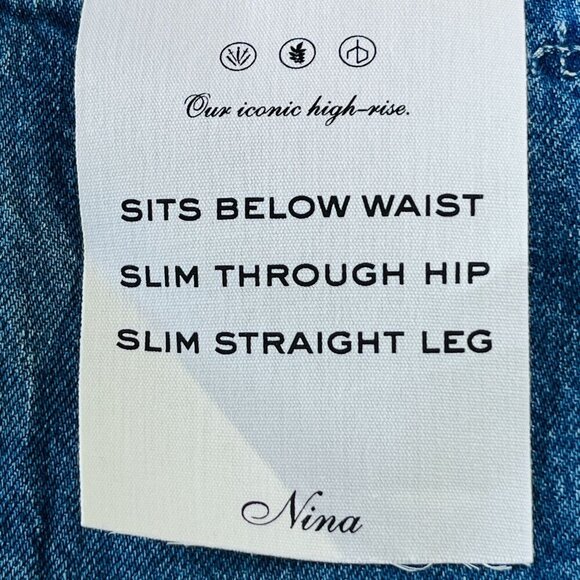 Our iconic high-rise.
SITS BELOW WAIST
SLIM THROUGH HIP
SLIM STRAIGHT LEG
Nina